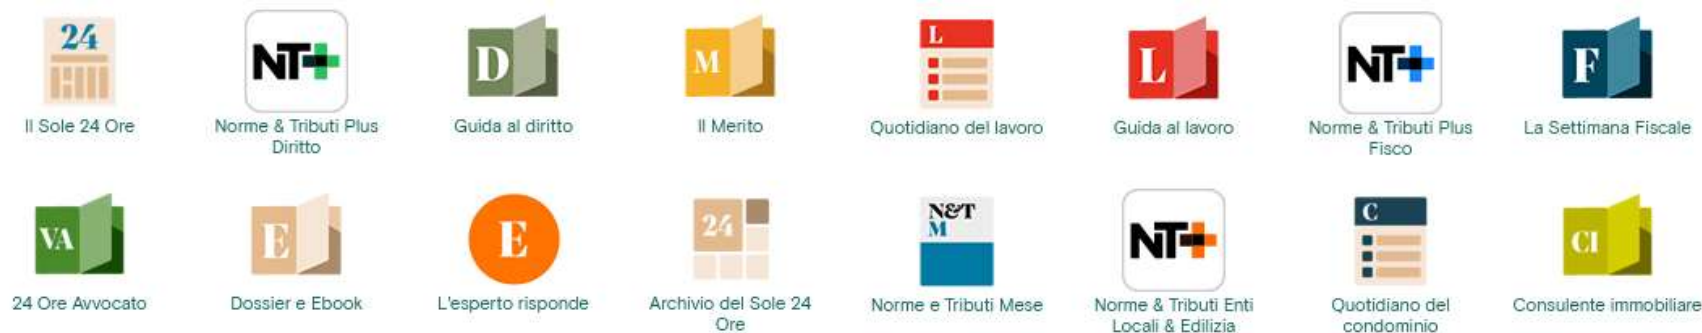 24
NT+
D
M
L
L
NT+
F
Il Sole 24 Ore
Norme & Tributi Plus
Diritto
Guida al diritto
Il Merito
Quotidiano del lavoro
Guida al lavoro
Norme & Tributi Plus
Fisco
La Settimana Fiscale
VA
E
E
24
N&T
M
NT+
C
CI
24 Ore Avvocato
Dossier e Ebook
L'esperto risponde
Archivio del Sole 24
Ore
Norme e Tributi Mese
Norme & Tributi Enti
Locali & Edilizia
Quotidiano del
condominio
Consulente immobiliare